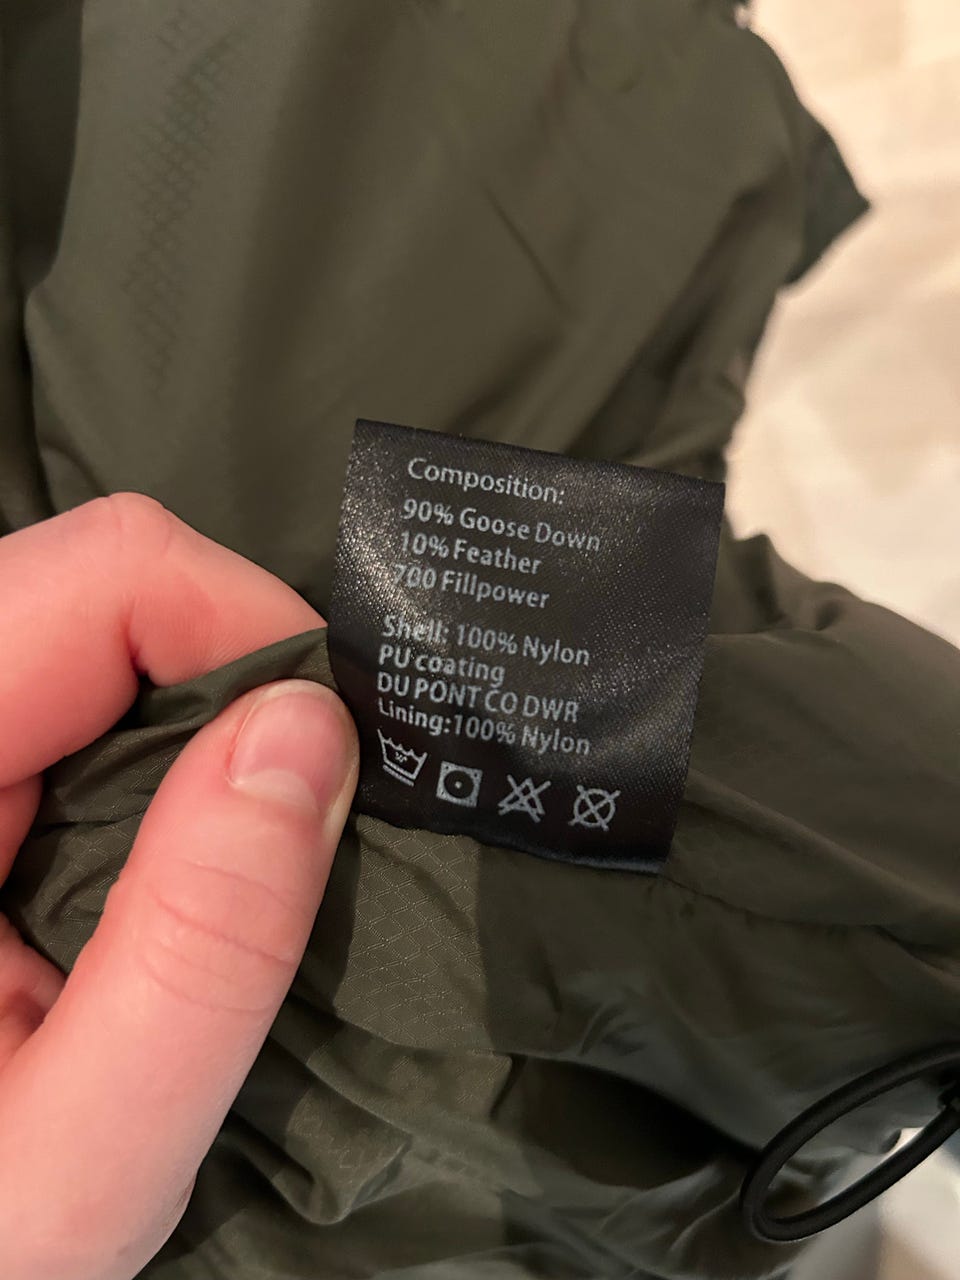 Composition:
90% Goose Down
10% Feather
700 Fillpower
Shell: 100% Nylon
PU coating
DU PONT CO DWR
Lining:100% Nylon
30°